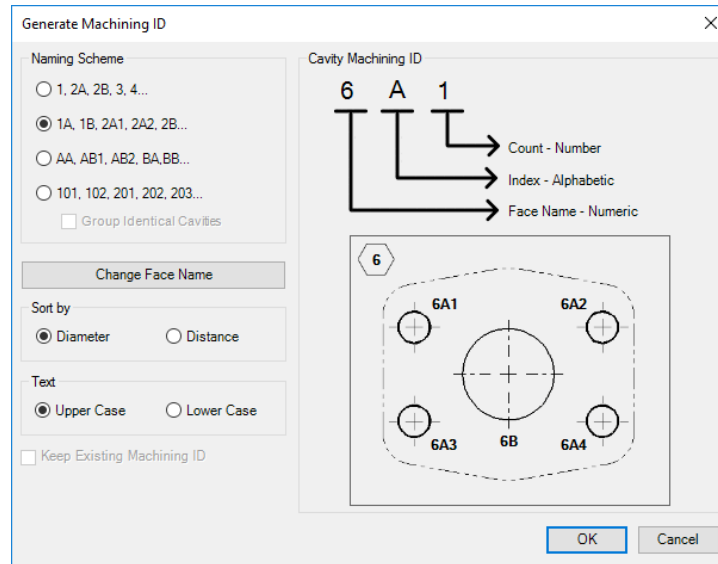 Generate Machining ID
Naming Scheme
1, 2A, 2B, 3, 4...
1A, 1B, 2A1, 2A2, 2B...
AA, AB1, AB2, BA,BB...
101, 102, 201, 202, 203...
Group Identical Cavities
Change Face Name
Sort by
Diameter
Distance
Text
Upper Case
Lower Case
Keep Existing Machining ID
Cavity Machining ID
6 A 1
Count - Number
Index - Alphabetic
Face Name - Numeric
6
6A1
6A2
6A3
6B
6A4
OK
Cancel